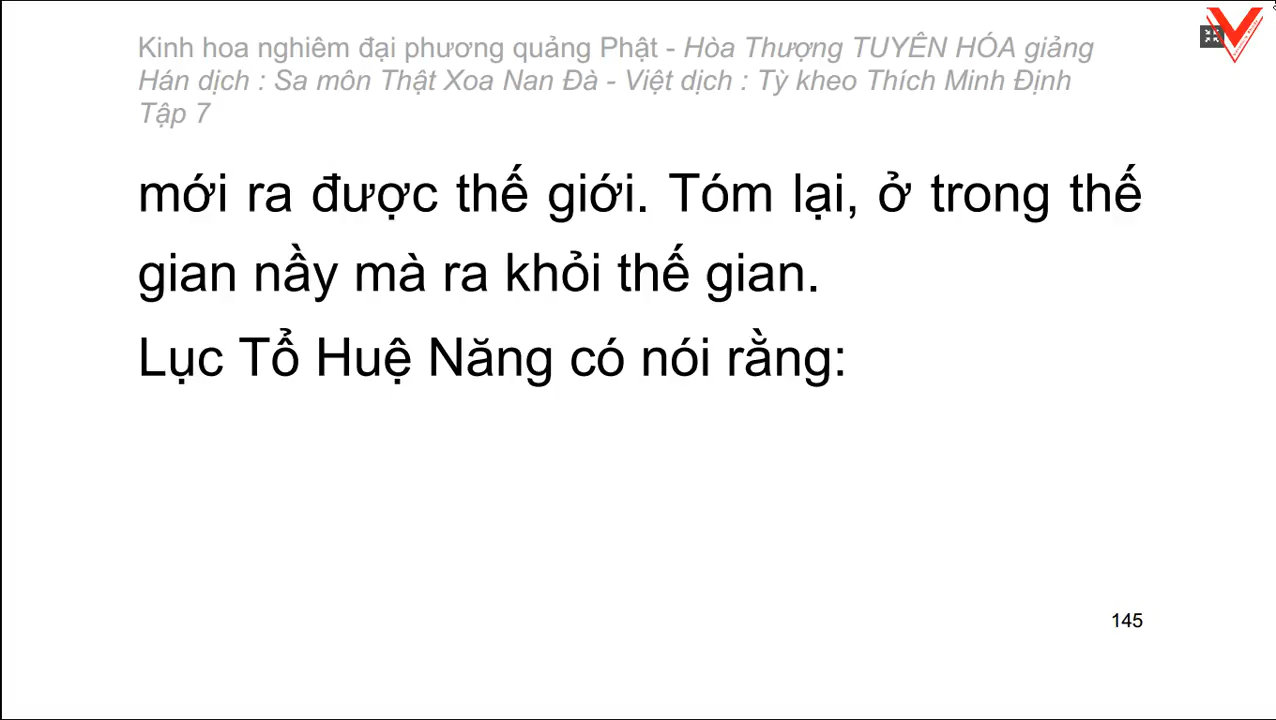 Kinh hoa nghiêm đại phương quảng Phật - Hòa Thượng TUYÊN HÓA giảng
Hán dịch : Sa môn Thật Xoa Nan Đà - Việt dịch : Tỳ kheo Thích Minh Định
Tập 7
mới ra được thế giới. Tóm lại, ở trong thế
gian nầy mà ra khỏi thế gian.
Lục Tổ Huệ Năng có nói rằng:
145